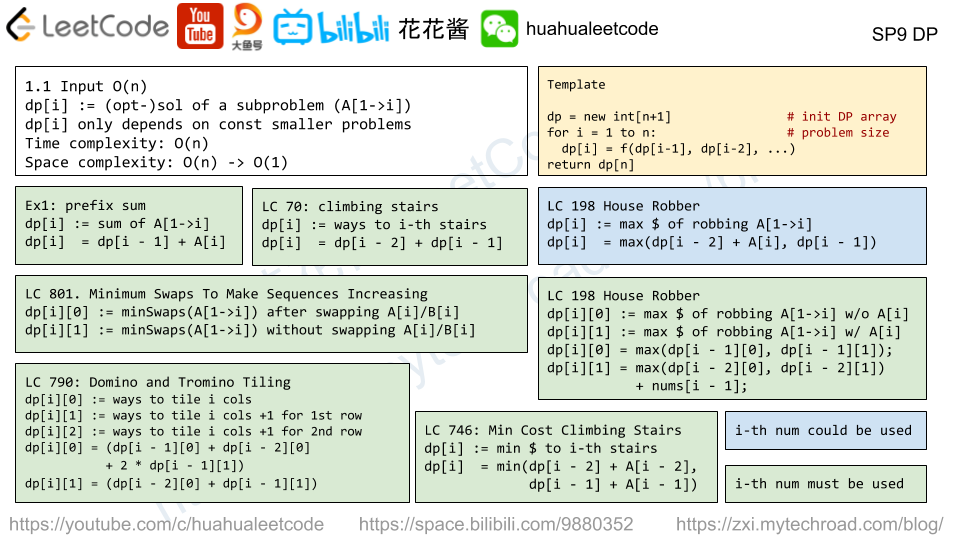 LeetCode You Tube 大鱼号 bilibili 花花酱 huahualeetcode
SP9 DP
1.1 Input O(n)
dp[i] := (opt-)sol of a subproblem (A[1->i])
dp[i] only depends on const smaller problems
Time complexity: O(n)
Space complexity: O(n) -> O(1)
Template
dp = new int[n+1] # init DP array
for i = 1 to n: # problem size
dp[i] = f(dp[i-1], dp[i-2], ...)
return dp[n]
Ex1: prefix sum
dp[i] := sum of A[1->i]
dp[i] = dp[i - 1] + A[i]
LC 70: climbing stairs
dp[i] := ways to i-th stairs
dp[i] = dp[i - 2] + dp[i - 1]
LC 198 House Robber
dp[i] := max $ of robbing A[1->i]
dp[i] = max(dp[i - 2] + A[i], dp[i - 1])
LC 801. Minimum Swaps To Make Sequences Increasing
dp[i][0] := minSwaps(A[1->i]) after swapping A[i]/B[i]
dp[i][1] := minSwaps(A[1->i]) without swapping A[i]/B[i]
LC 198 House Robber
dp[i][0] := max $ of robbing A[1->i] w/o A[i]
dp[i][1] := max $ of robbing A[1->i] w/ A[i]
dp[i][0] = max(dp[i - 1][0], dp[i - 1][1]);
dp[i][1] = max(dp[i - 2][0], dp[i - 2][1])
+ nums[i - 1];
LC 790: Domino and Tromino Tiling
dp[i][0] := ways to tile i cols
dp[i][1] := ways to tile i cols +1 for 1st row
dp[i][2] := ways to tile i cols +1 for 2nd row
dp[i][0] = (dp[i - 1][0] + dp[i - 2][0]
+ 2 * dp[i - 1][1])
dp[i][1] = (dp[i - 2][0] + dp[i - 1][1])
LC 746: Min Cost Climbing Stairs
dp[i] := min $ to i-th stairs
dp[i] = min(dp[i - 2] + A[i - 2],
dp[i - 1] + A[i - 1])
i-th num could be used
i-th num must be used
https://youtube.com/c/huahualeetcode https://space.bilibili.com/9880352 https://zxi.mytechroad.com/blog/